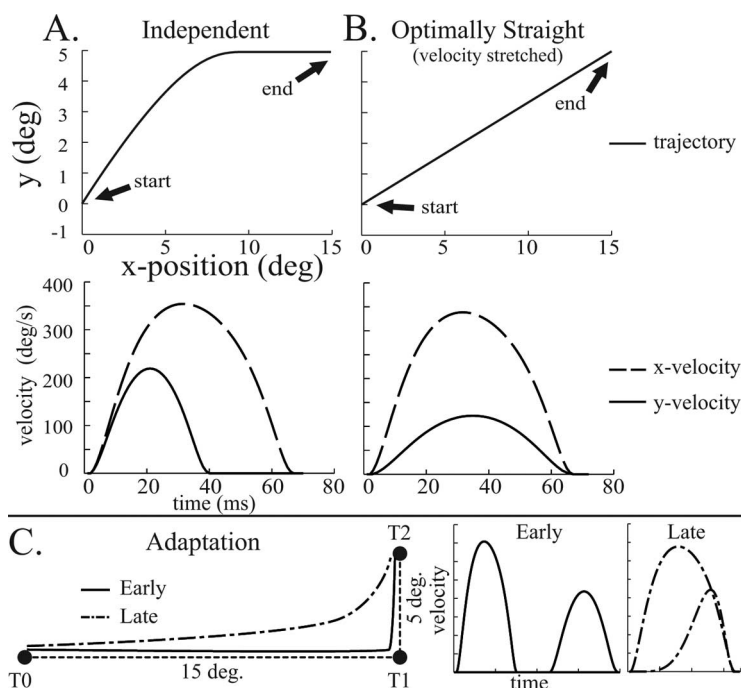 A. Independent
B. Optimally Straight
(velocity stretched)
5
4
3
2
1
0
-1
y (deg)
end
start
0 5 10 15
end
start
0 5 10 15
trajectory
x-position (deg)
400
300
200
100
0
velocity (deg/s)
0 20 40 60 80
time (ms)
0 20 40 60 80
x-velocity
y-velocity
C. Adaptation
Early
Late
T2
5 deg.
T0
15 deg.
T1
Early
Late
velocity
time